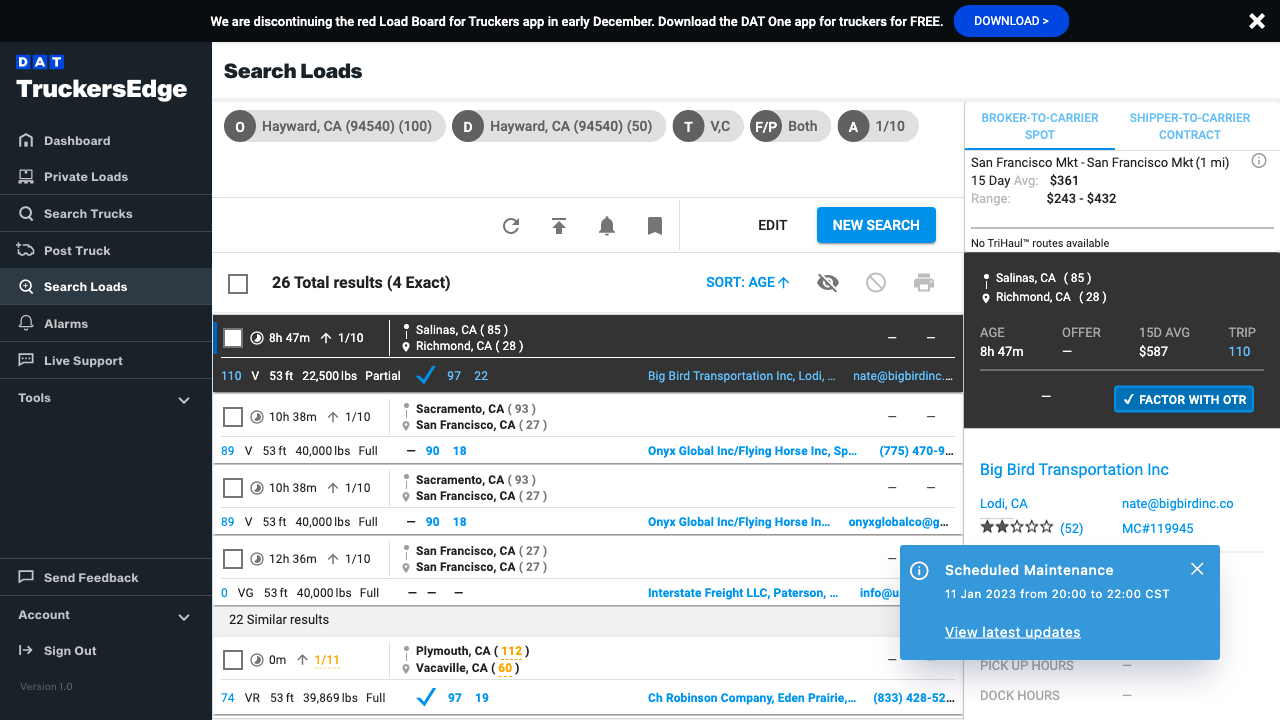 We are discontinuing the red Load Board for Truckers app in early December. Download the DAT One app for truckers for FREE.
DOWNLOAD >
DAT
TruckersEdge
Dashboard
Private Loads
Search Trucks
Post Truck
Search Loads
Alarms
Live Support
Tools
Send Feedback
Account
Sign Out
Version 1.0
Search Loads
O Hayward, CA (94540) (100)
D Hayward, CA (94540) (50)
T V,C
F/P Both
A 1/10
EDIT
NEW SEARCH
26 Total results (4 Exact)
SORT: AGE
8h 47m 1/10 Salinas, CA ( 85 ) – –
Richmond, CA ( 28 )
110 V 53 ft 22,500 lbs Partial 97 22 Big Bird Transportation Inc, Lodi, ... nate@bigbirdinc....
10h 38m 1/10 Sacramento, CA ( 93 ) – –
San Francisco, CA ( 27 )
89 V 53 ft 40,000 lbs Full – 90 18 Onyx Global Inc/Flying Horse Inc, Sp... (775) 470-9...
10h 38m 1/10 Sacramento, CA ( 93 ) – –
San Francisco, CA ( 27 )
89 V 53 ft 40,000 lbs Full – 90 18 Onyx Global Inc/Flying Horse In... onyxglobalco@g...
12h 36m 1/10 San Francisco, CA ( 27 ) –
San Francisco, CA ( 27 )
0 VG 53 ft 40,000 lbs Full – – – Interstate Freight LLC, Paterson, ...
22 Similar results
0m 1/11 Plymouth, CA ( 112 ) – –
Vacaville, CA ( 60 )
74 VR 53 ft 39,869 lbs Full 97 19 Ch Robinson Company, Eden Prairie,... (833) 428-52...
BROKER-TO-CARRIER
SPOT
SHIPPER-TO-CARRIER
CONTRACT
San Francisco Mkt - San Francisco Mkt (1 mi)
15 Day Avg: $361
Range: $243 - $432
No TriHaul™ routes available
Salinas, CA ( 85 )
Richmond, CA ( 28 )
AGE OFFER 15D AVG TRIP
8h 47m – $587 110
–
✓ FACTOR WITH OTR
Big Bird Transportation Inc
Lodi, CA nate@bigbirdinc.co
(52) MC#119945
Scheduled Maintenance
11 Jan 2023 from 20:00 to 22:00 CST
View latest updates
PICK UP HOURS –
DOCK HOURS –